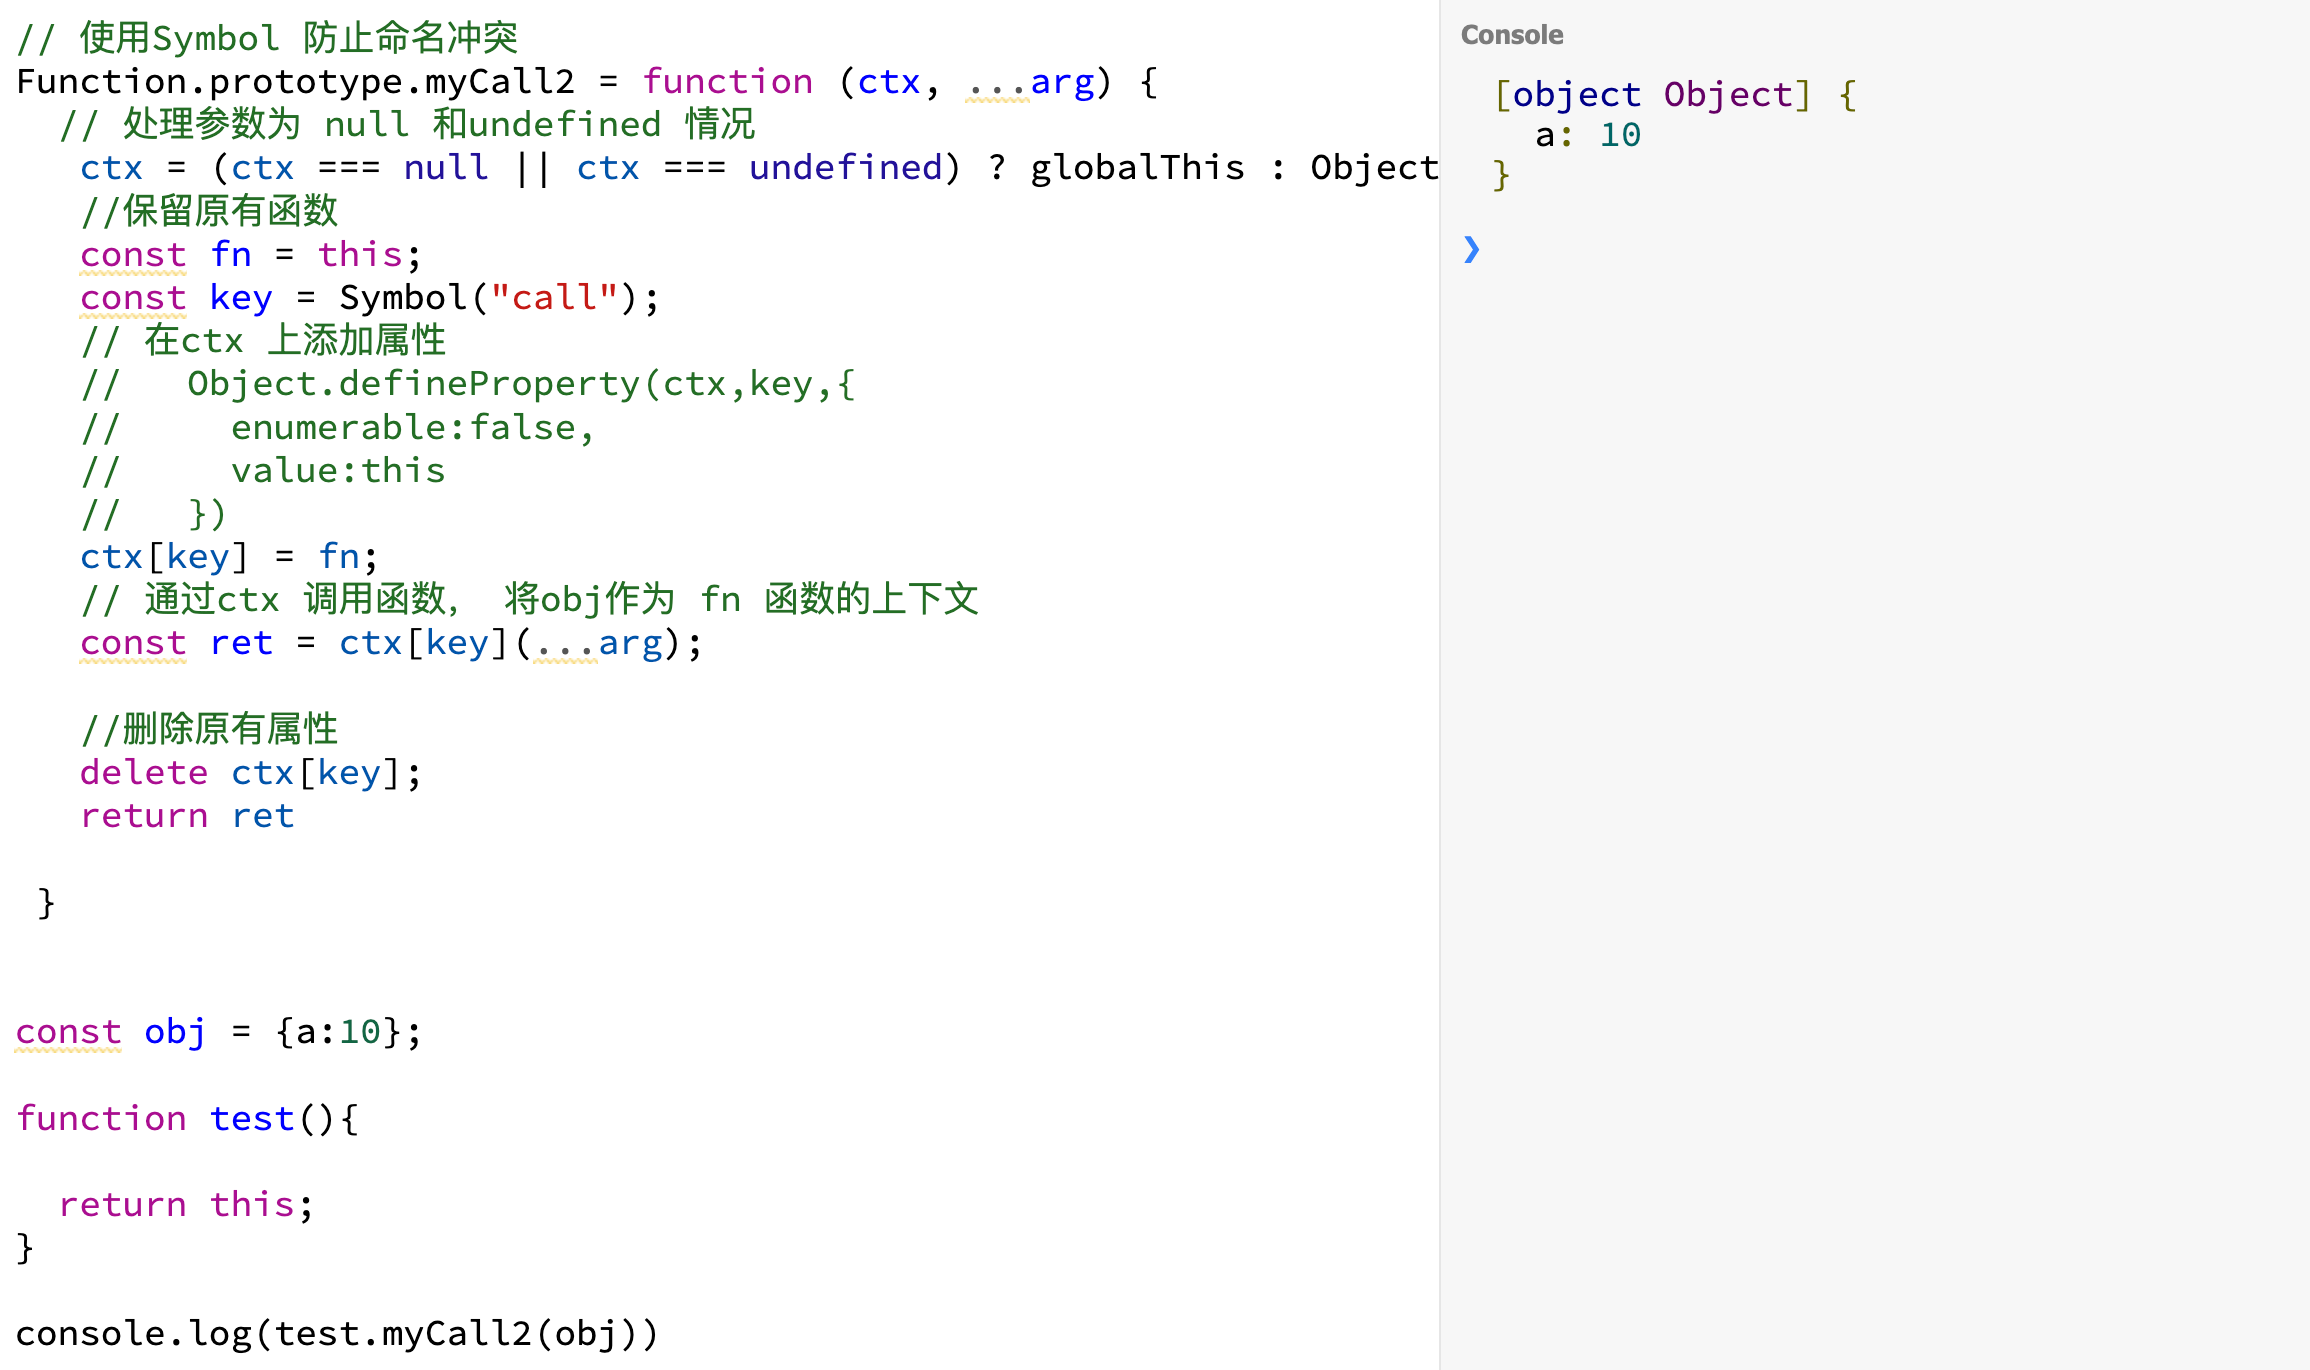 // 使用Symbol 防止命名冲突
Function.prototype.myCall2 = function (ctx, ...arg) {
// 处理参数为 null 和undefined 情况
ctx = (ctx === null || ctx === undefined) ? globalThis : Object
//保留原有函数
const fn = this;
const key = Symbol("call");
// 在ctx 上添加属性
//   Object.defineProperty(ctx,key,{
//     enumerable:false,
//     value:this
//   })
ctx[key] = fn;
// 通过ctx 调用函数， 将obj作为 fn 函数的上下文
const ret = ctx[key](...arg);
//删除原有属性
delete ctx[key];
return ret
}
const obj = {a:10};
function test(){
return this;
}
console.log(test.myCall2(obj))
Console
[object Object] {
a: 10
}
❯